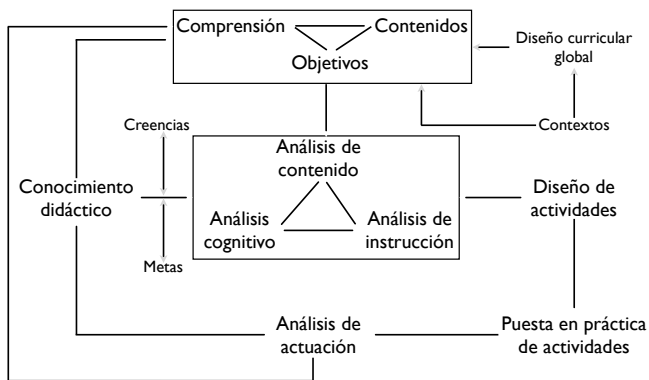 Comprensión
Contenidos
Objetivos
Diseño curricular
global
Creencias
Contextos
Análisis de
contenido
Conocimiento
didáctico
Diseño de
actividades
Análisis
cognitivo
Análisis de
instrucción
Metas
Análisis de
actuación
Puesta en práctica
de actividades